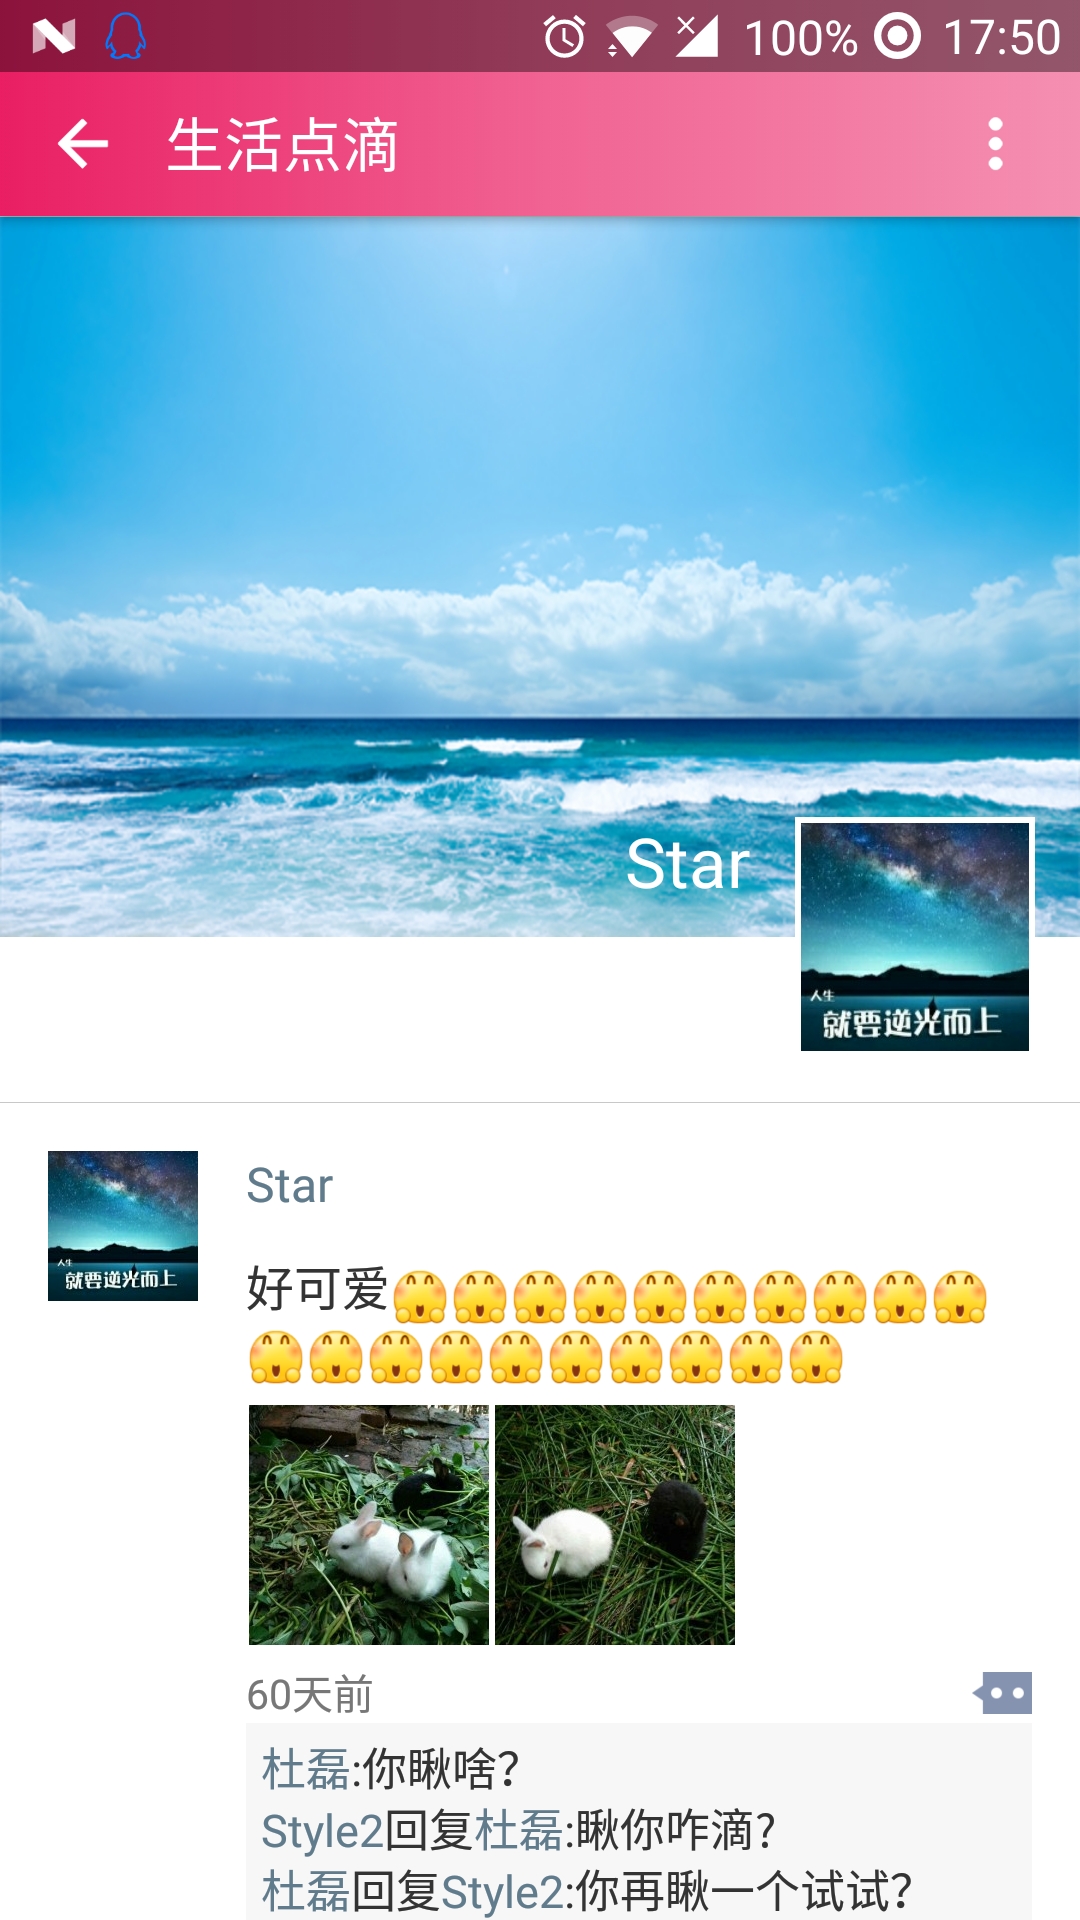 100% 17:50
生活点滴
Star
人生
就要逆光而上
Star
人生
就要逆光而上
好可爱
60天前
杜磊:你瞅啥?
Style2回复杜磊:瞅你咋滴?
杜磊回复Style2:你再瞅一个试试?